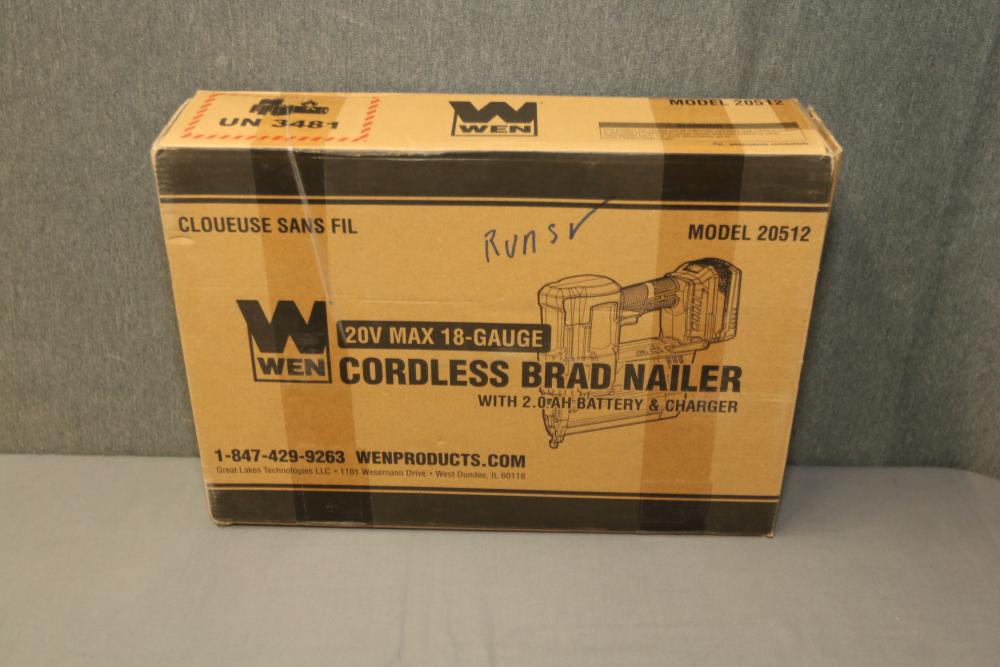 UN 3481
WEN
MODEL 20512
CLOUEUSE SANS FIL
Runs ✓
MODEL 20512
WEN
20V MAX 18-GAUGE
CORDLESS BRAD NAILER
WITH 2.0 AH BATTERY & CHARGER
1-847-429-9263 WENPRODUCTS.COM
Great Lakes Technologies LLC • 1101 Wesemann Drive • West Dundee, IL 60118